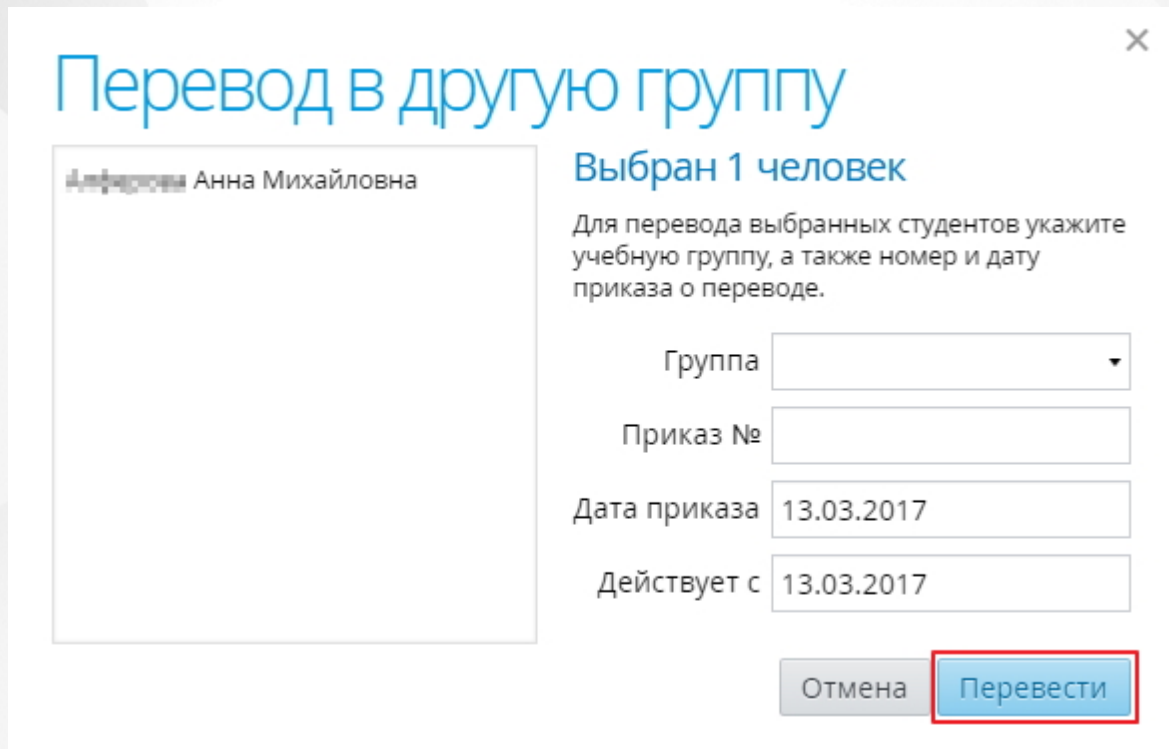 Перевод в другую группу
Анна Михайловна
Выбран 1 человек
Для перевода выбранных студентов укажите
учебную группу, а также номер и дату
приказа о переводе.
Группа
Приказ №
Дата приказа 13.03.2017
Действует с 13.03.2017
Отмена Перевести